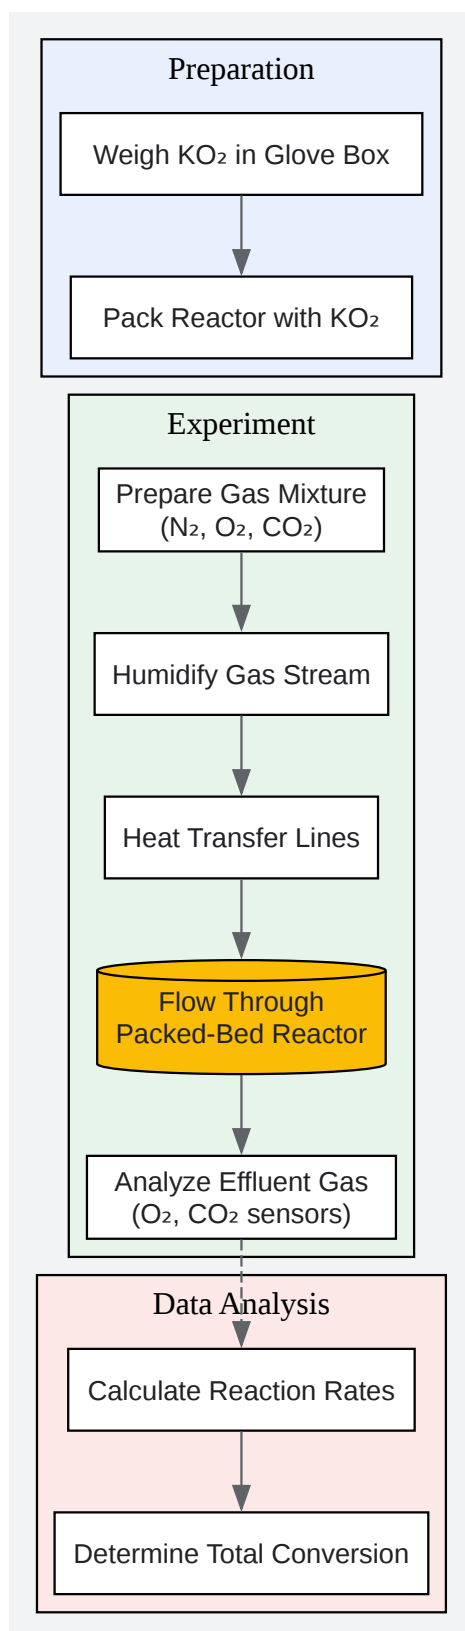 Preparation
Weigh KO₂ in Glove Box
Pack Reactor with KO₂
Experiment
Prepare Gas Mixture
(N₂, O₂, CO₂)
Humidify Gas Stream
Heat Transfer Lines
Flow Through
Packed-Bed Reactor
Analyze Effluent Gas
(O₂, CO₂ sensors)
Data Analysis
Calculate Reaction Rates
Determine Total Conversion